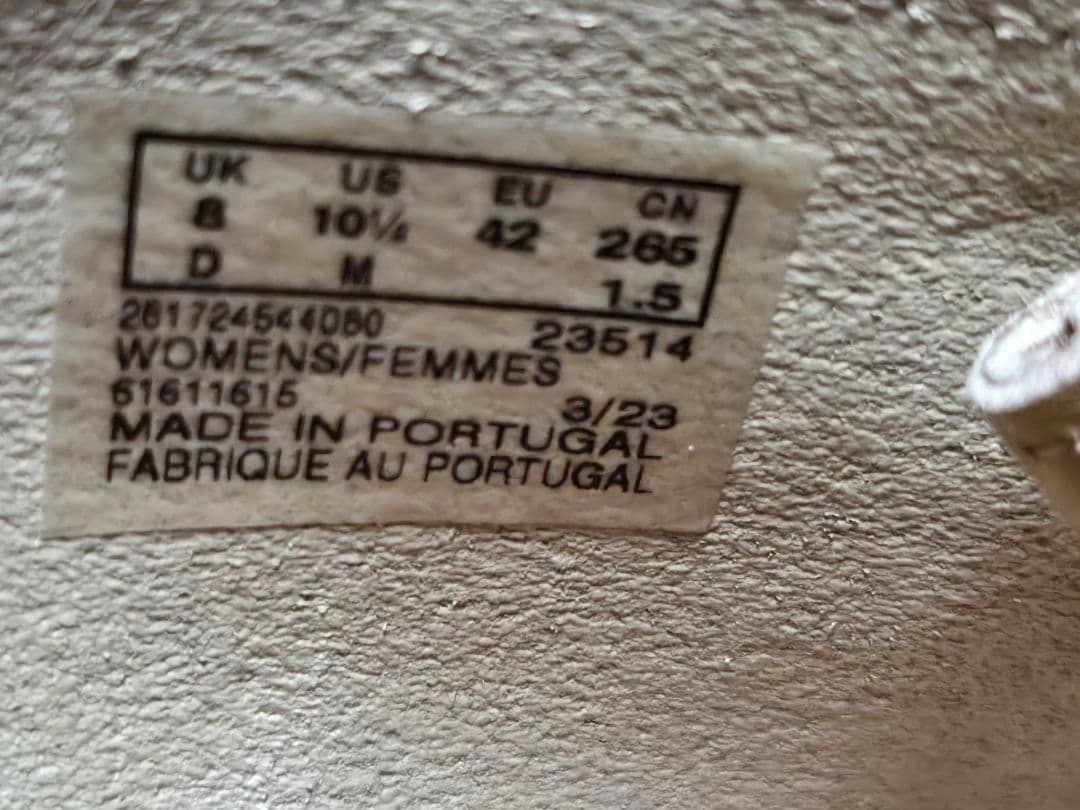 UK US EU CN
8 10½ 42 265
D M 1.5
261724544080 23514
WOMENS/FEMMES
61611615 3/23
MADE IN PORTUGAL
FABRIQUE AU PORTUGAL